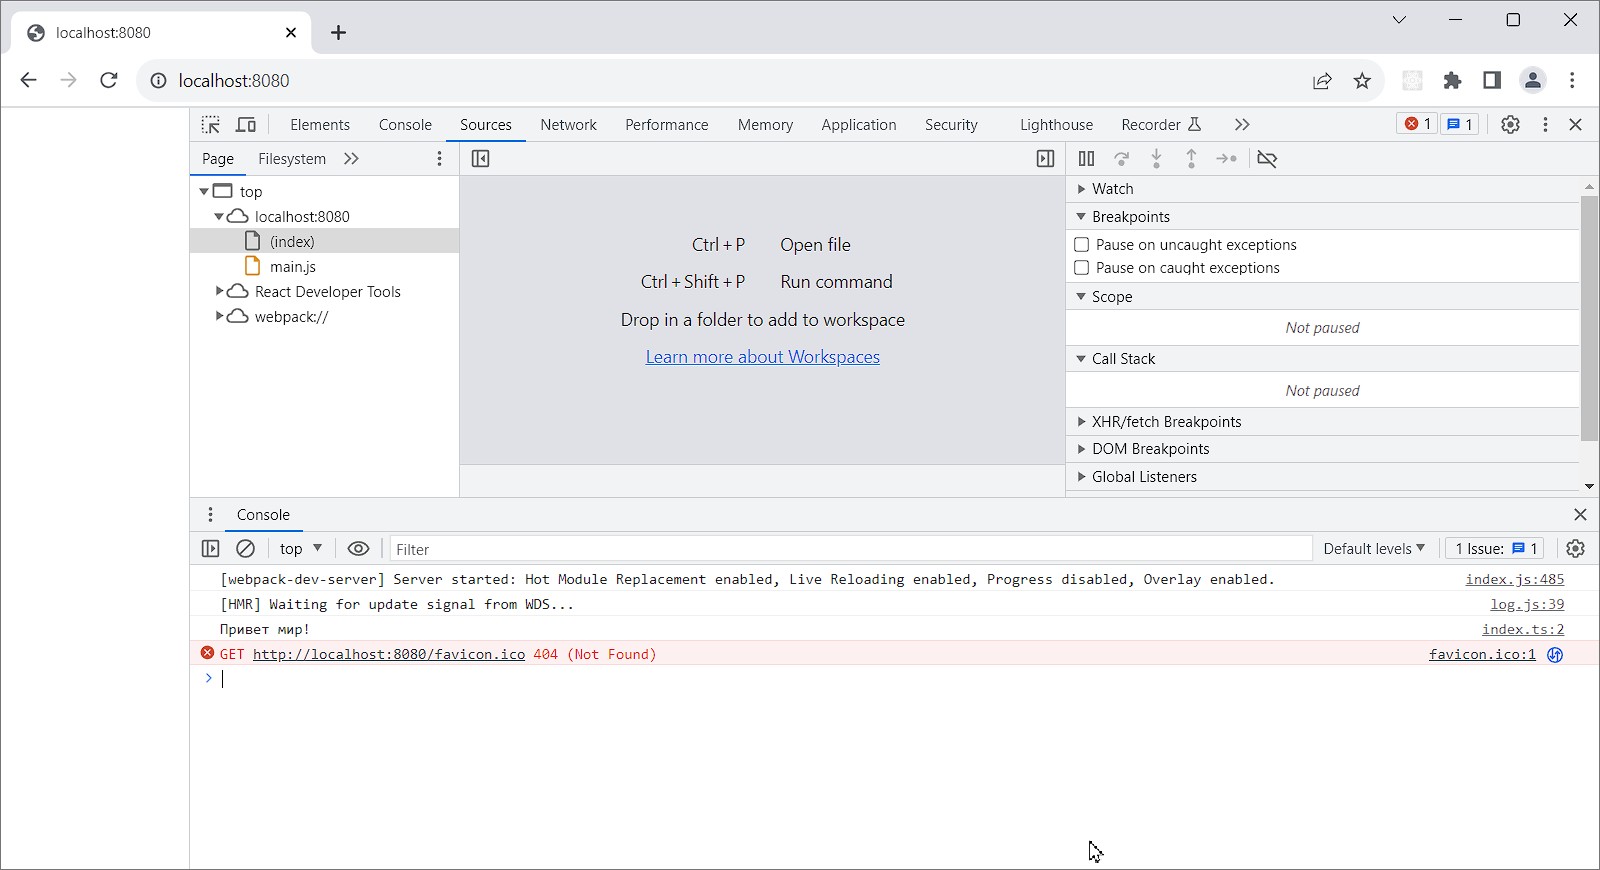 localhost:8080
localhost:8080
Elements Console Sources Network Performance Memory Application Security Lighthouse Recorder 1 1
Page Filesystem
top
localhost:8080
(index)
main.js
React Developer Tools
webpack://
Ctrl + P Open file
Ctrl + Shift + P Run command
Drop in a folder to add to workspace
Learn more about Workspaces
Watch
Breakpoints
Pause on uncaught exceptions
Pause on caught exceptions
Scope
Not paused
Call Stack
Not paused
XHR/fetch Breakpoints
DOM Breakpoints
Global Listeners
Console
top Filter Default levels 1 Issue: 1
[webpack-dev-server] Server started: Hot Module Replacement enabled, Live Reloading enabled, Progress disabled, Overlay enabled. index.js:485
[HMR] Waiting for update signal from WDS... log.js:39
Привет мир! index.ts:2
GET http://localhost:8080/favicon.ico 404 (Not Found) favicon.ico:1